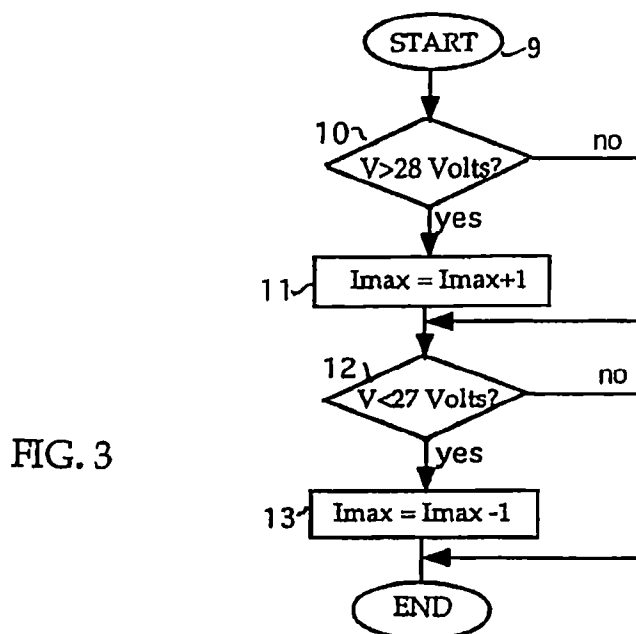 START
9
10
V>28 Volts?
no
yes
11
Imax = Imax+1
12
V<27 Volts?
no
yes
FIG. 3
13
Imax = Imax -1
END